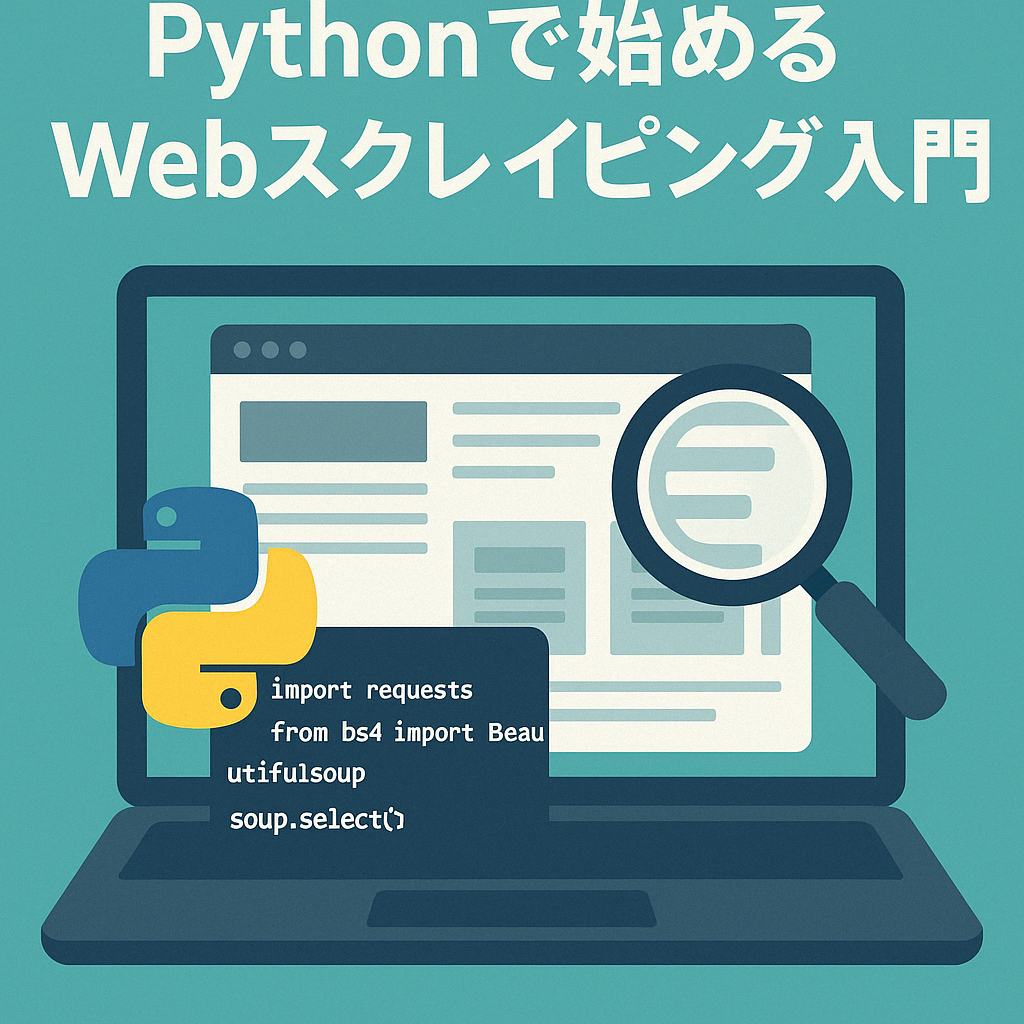 Pythonで始める
Webスクレイピング入門
import requests
from bs4 import Beau
utifulsoup
soup.select()